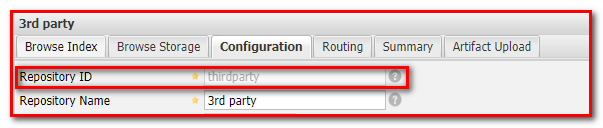 3rd party
Browse Index Browse Storage Configuration Routing Summary Artifact Upload
Repository ID thirdparty ?
Repository Name 3rd party ?